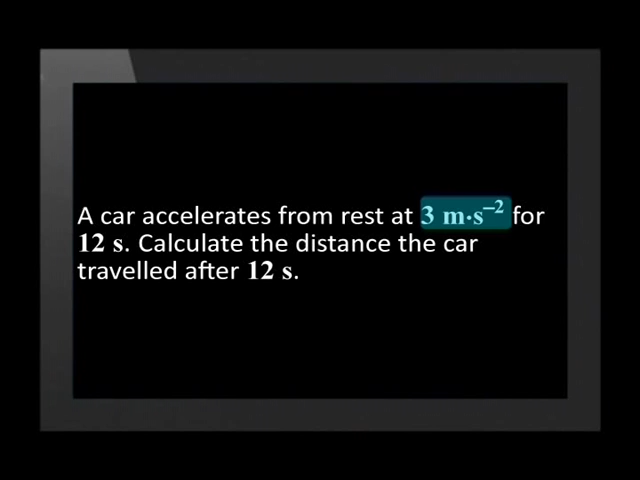 A car accelerates from rest at 3 m·s⁻² for
12 s. Calculate the distance the car
travelled after 12 s.